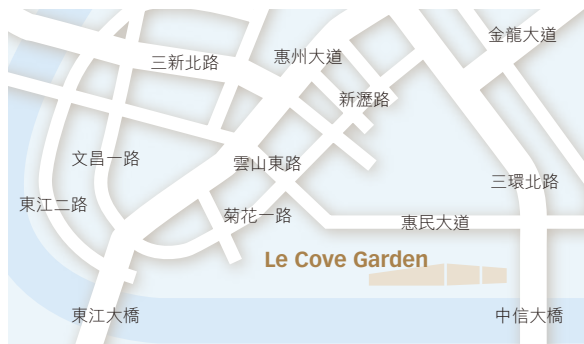 金龍大道
惠州大道
三新北路
新瀝路
文昌一路
雲山東路
三環北路
東江二路
菊花一路
惠民大道
Le Cove Garden
東江大橋
中信大橋